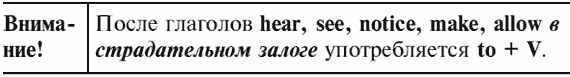 Внима-
ние!
После глаголов hear, see, notice, make, allow в
страдательном залоге употребляется to + V.